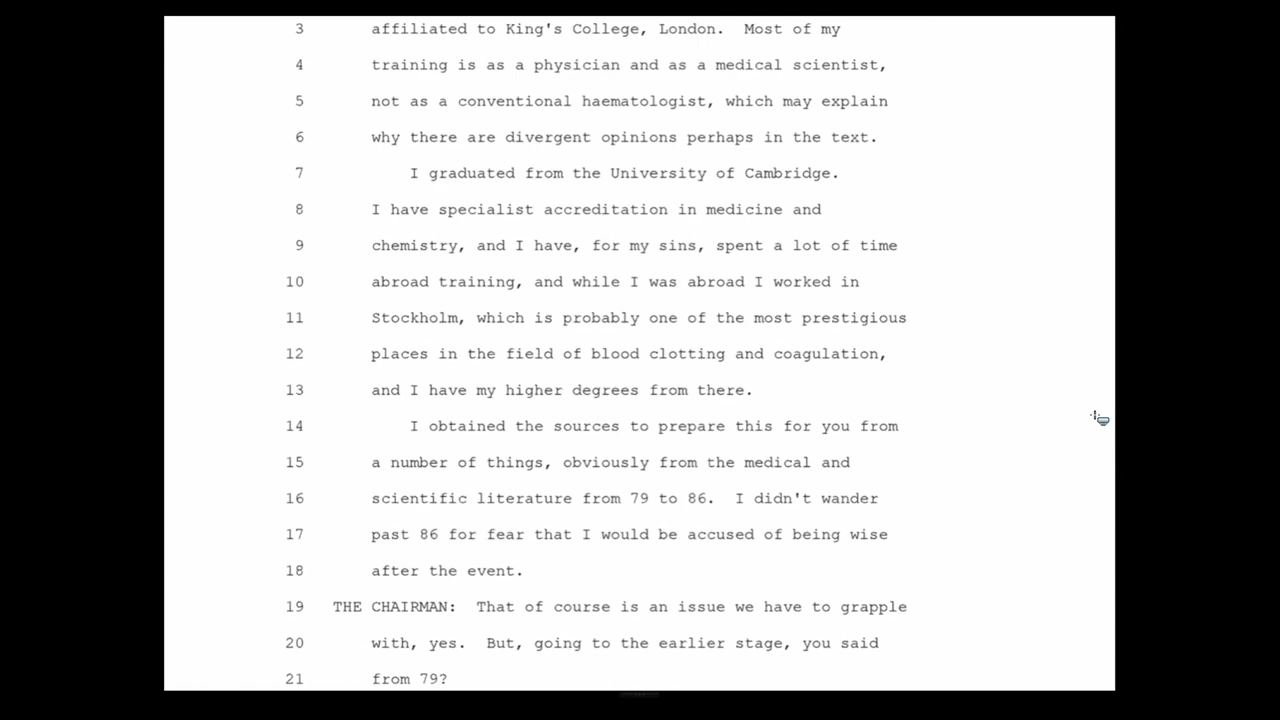 3 affiliated to King's College, London. Most of my
4 training is as a physician and as a medical scientist,
5 not as a conventional haematologist, which may explain
6 why there are divergent opinions perhaps in the text.
7 I graduated from the University of Cambridge.
8 I have specialist accreditation in medicine and
9 chemistry, and I have, for my sins, spent a lot of time
10 abroad training, and while I was abroad I worked in
11 Stockholm, which is probably one of the most prestigious
12 places in the field of blood clotting and coagulation,
13 and I have my higher degrees from there.
14 I obtained the sources to prepare this for you from
15 a number of things, obviously from the medical and
16 scientific literature from 79 to 86. I didn't wander
17 past 86 for fear that I would be accused of being wise
18 after the event.
19 THE CHAIRMAN: That of course is an issue we have to grapple
20 with, yes. But, going to the earlier stage, you said
21 from 79?